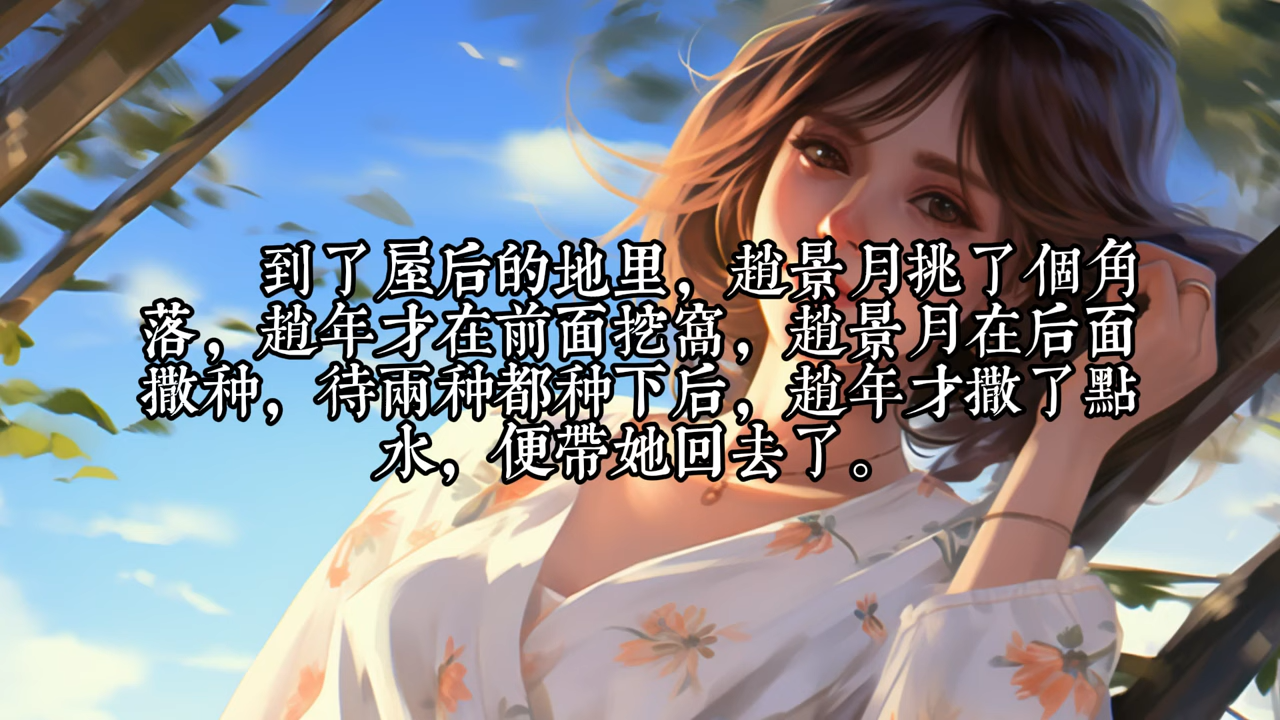 到了屋后的地里，趙景月挑了個角
落，趙年才在前面挖窩，趙景月在后面
撒种，待兩种都种下后，趙年才撒了點
水，便帶她回去了。